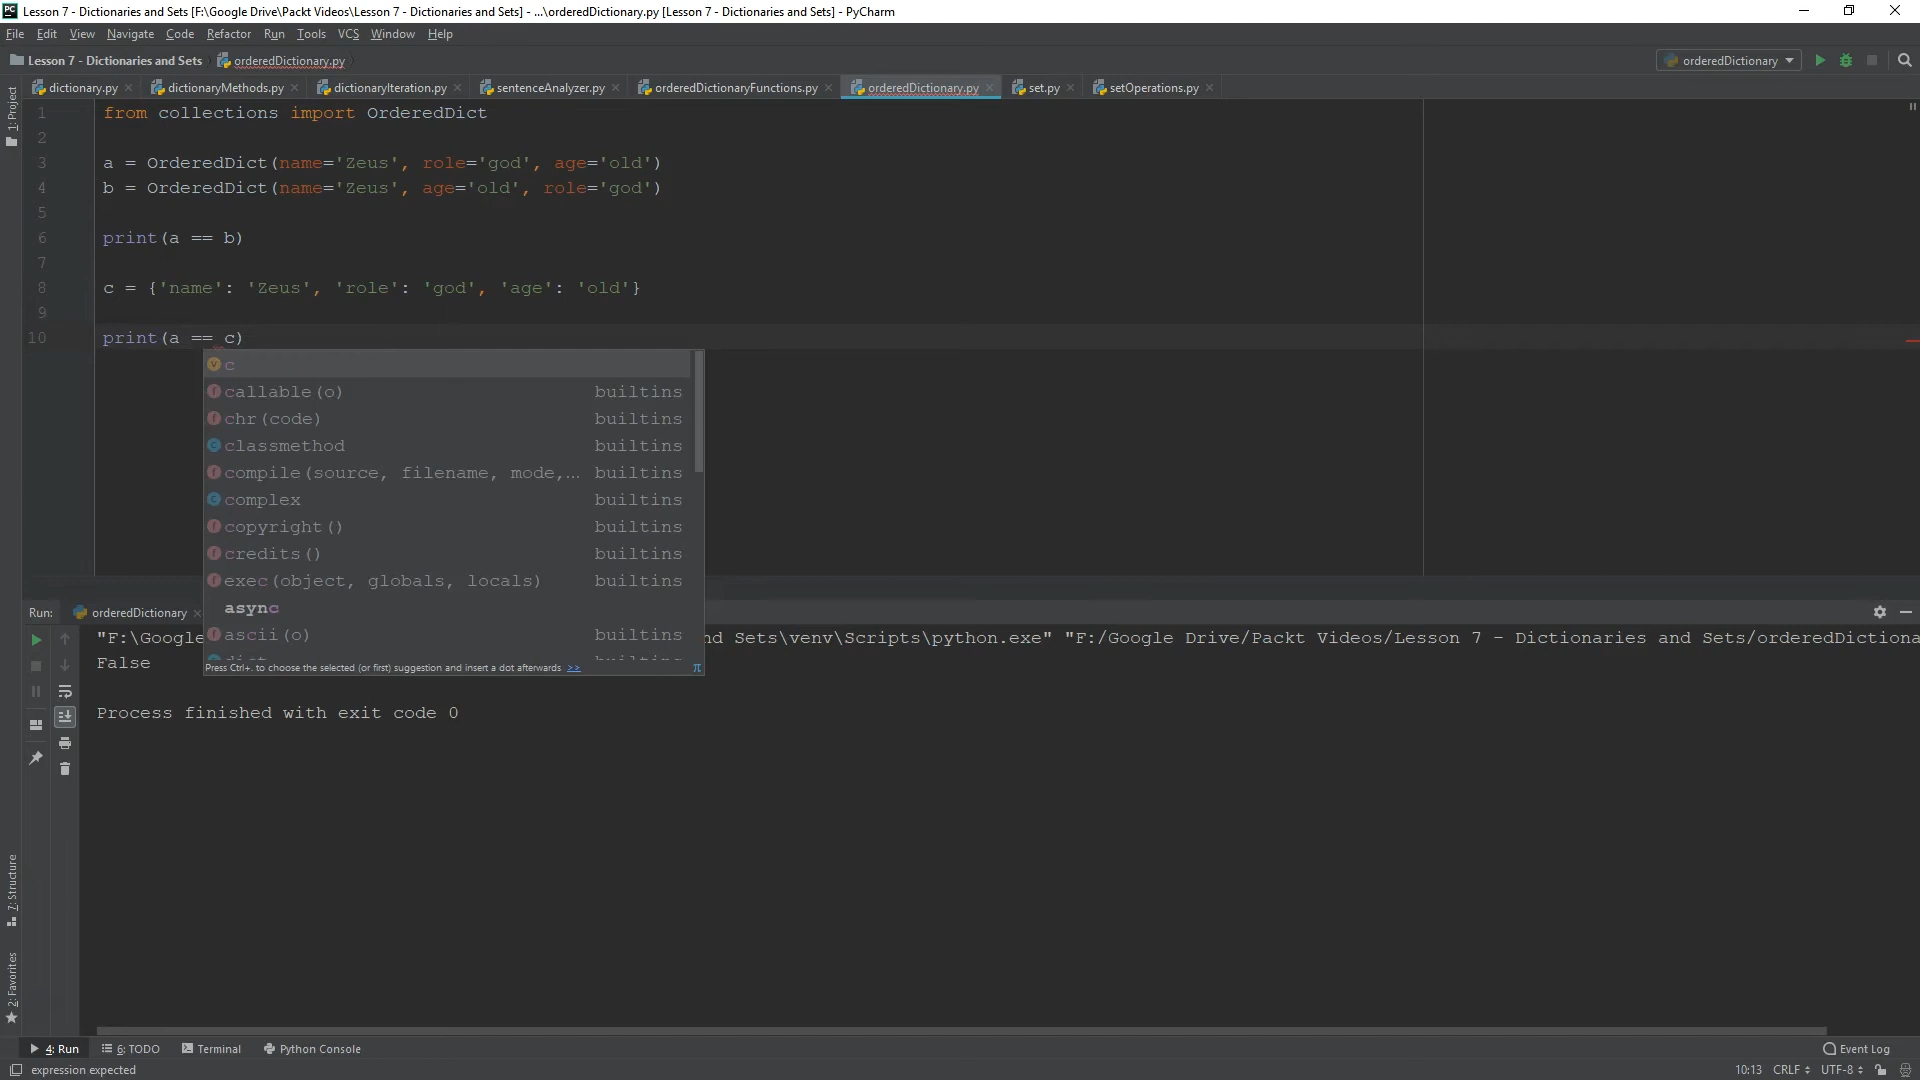 Lesson 7 - Dictionaries and Sets [F:\Google Drive\Packt Videos\Lesson 7 - Dictionaries and Sets] - ...\orderedDictionary.py [Lesson 7 - Dictionaries and Sets] - PyCharm
File Edit View Navigate Code Refactor Run Tools VCS Window Help
Lesson 7 - Dictionaries and Sets orderedDictionary.py orderedDictionary
dictionary.py dictionaryMethods.py dictionaryIteration.py sentenceAnalyzer.py orderedDictionaryFunctions.py orderedDictionary.py set.py setOperations.py
1: Project
1 from collections import OrderedDict
2
3 a = OrderedDict(name='Zeus', role='god', age='old')
4 b = OrderedDict(name='Zeus', age='old', role='god')
5
6 print(a == b)
7
8 c = {'name': 'Zeus', 'role': 'god', 'age': 'old'}
9
10 print(a == c)
c
callable(o) builtins
chr(code) builtins
classmethod builtins
compile(source, filename, mode,... builtins
complex builtins
copyright() builtins
credits() builtins
exec(object, globals, locals) builtins
async
ascii(o) builtins
Press Ctrl+. to choose the selected (or first) suggestion and insert a dot afterwards >> π
Run: orderedDictionary
"F:\Google nd Sets\venv\Scripts\python.exe" "F:/Google Drive/Packt Videos/Lesson 7 - Dictionaries and Sets/orderedDictiona
False
Process finished with exit code 0
7: Structure
2: Favorites
4: Run 6: TODO Terminal Python Console Event Log
expression expected 10:13 CRLF UTF-8